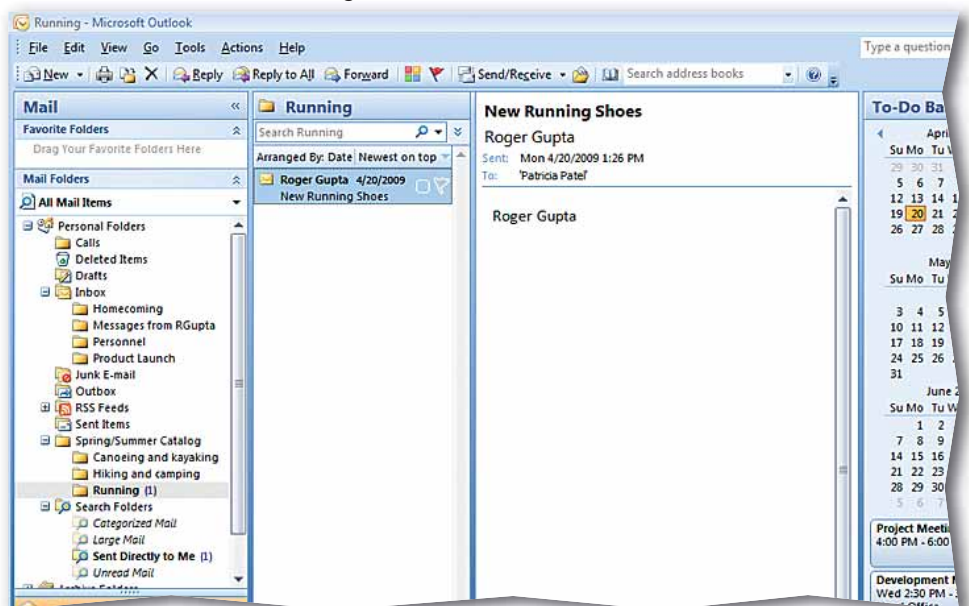 Running - Microsoft Outlook
File Edit View Go Tools Actions Help
Type a question
New Reply Reply to All Forward Send/Receive Search address books
Mail
Favorite Folders
Drag Your Favorite Folders Here
Mail Folders
All Mail Items
Personal Folders
Calls
Deleted Items
Drafts
Inbox
Homecoming
Messages from RGupta
Personnel
Product Launch
Junk E-mail
Outbox
RSS Feeds
Sent Items
Spring/Summer Catalog
Canoeing and kayaking
Hiking and camping
Running (1)
Search Folders
Categorized Mail
Large Mail
Sent Directly to Me (1)
Unread Mail
Running
Search Running
Arranged By: Date Newest on top
Roger Gupta 4/20/2009
New Running Shoes
New Running Shoes
Roger Gupta
Sent: Mon 4/20/2009 1:26 PM
To: 'Patricia Patel'
Roger Gupta
To-Do Ba
Apri
Su Mo Tu
29 30 31
5 6 7
12 13 14
19 20 21
26 27 28
May
Su Mo Tu
3 4 5
10 11 12
17 18 19
24 25 26
31
June
Su Mo Tu W
1 2
7 8 9
14 15 16
21 22 23
28 29 30
5 6 7
Project Meeti
4:00 PM - 6:00
Development
Wed 2:30 PM -